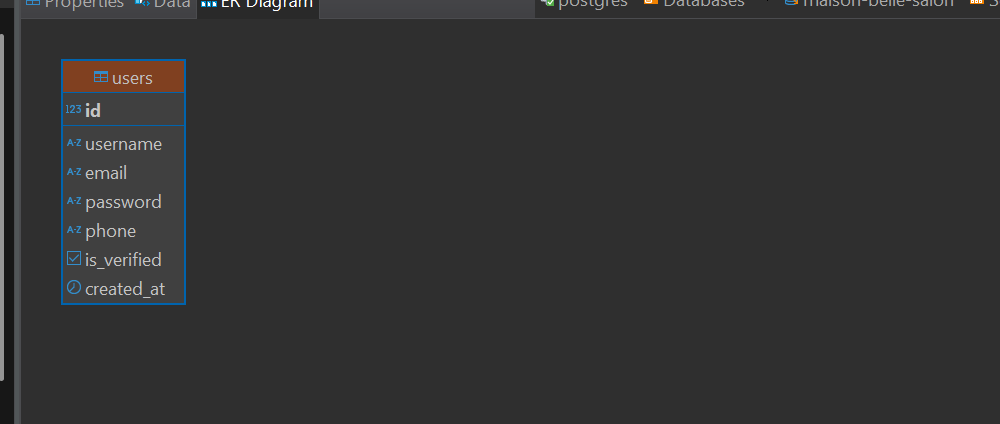 Properties Data ER Diagram postgres Databases maison-belle-salon
users
123 id
A-Z username
A-Z email
A-Z password
A-Z phone
is_verified
created_at